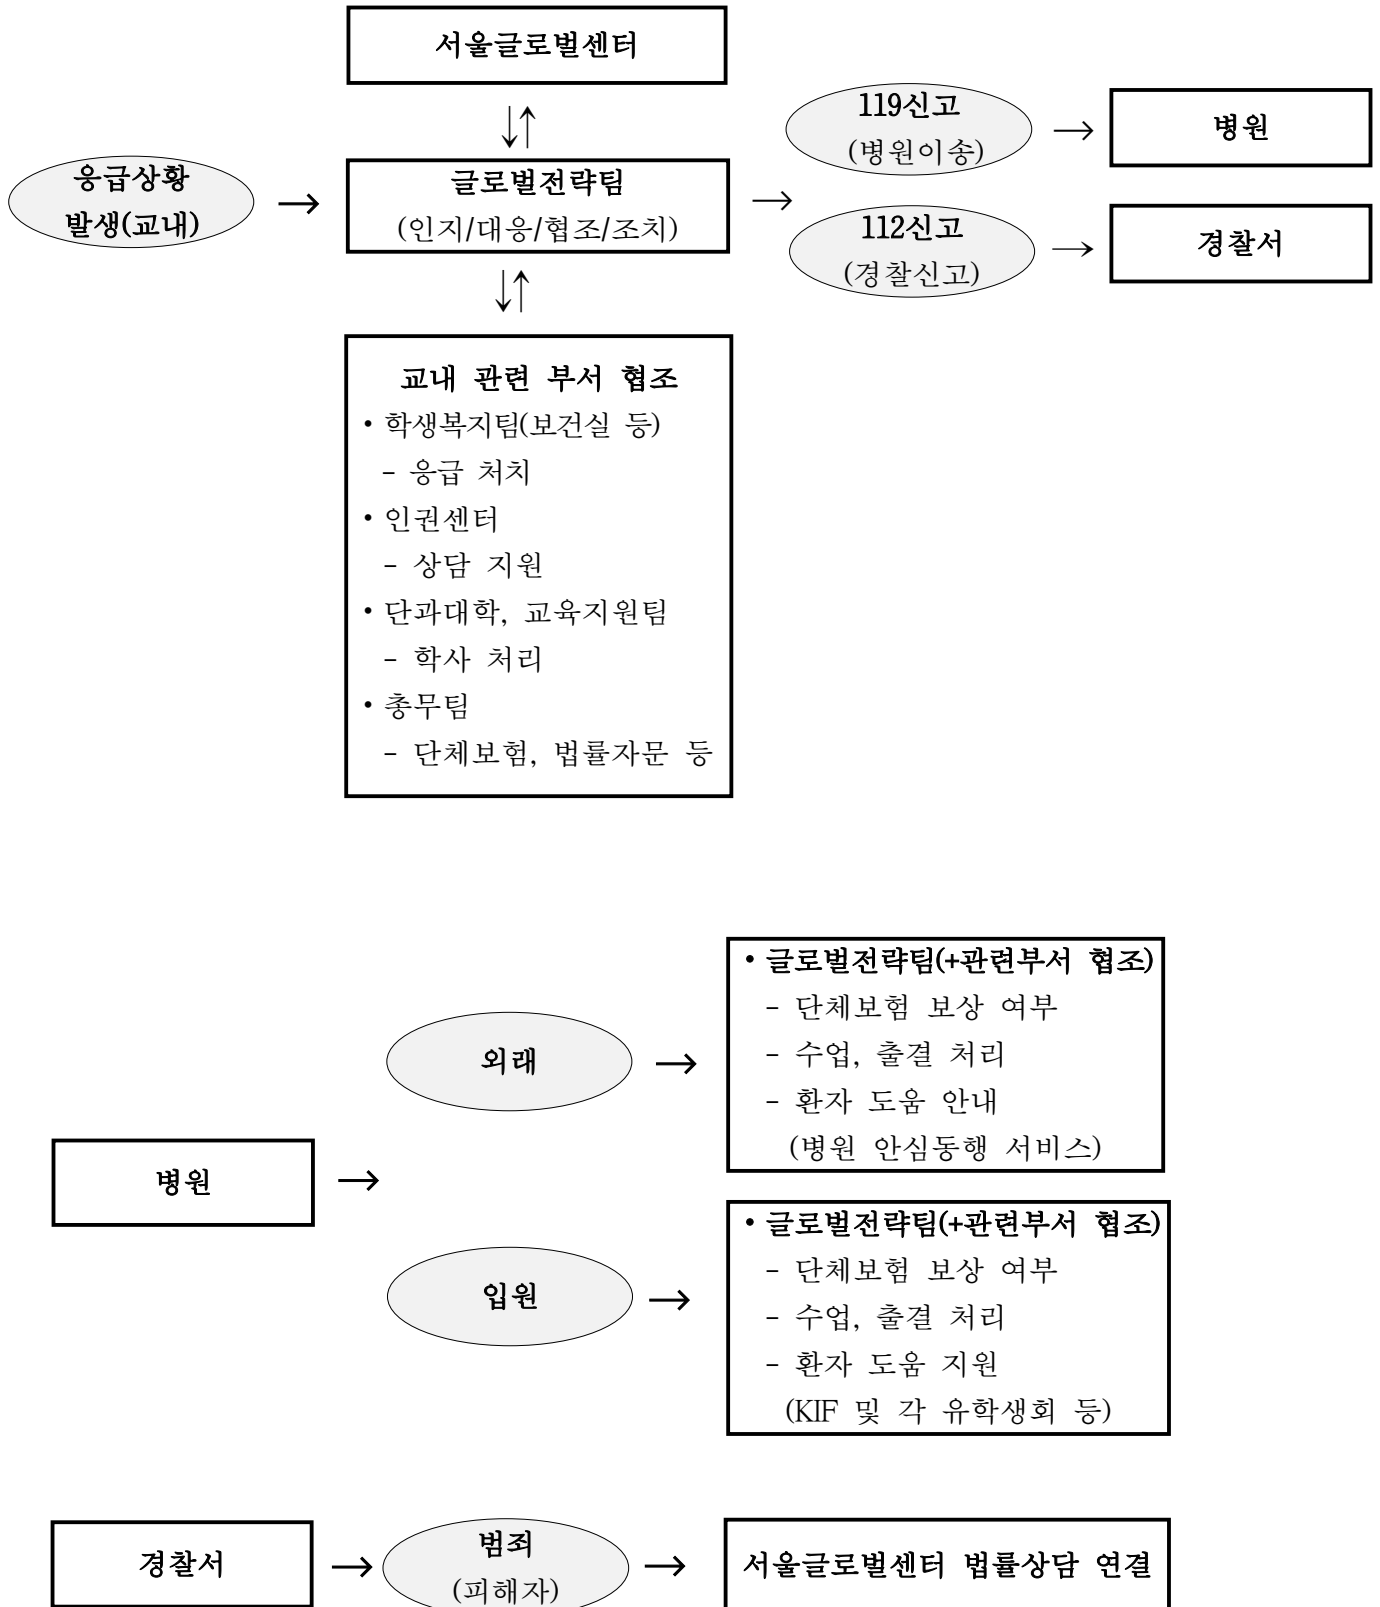 서울글로벌센터
↓↑
응급상황
발생(교내)
→
글로벌전략팀
(인지/대응/협조/조치)
→
119신고
(병원이송)
→
병원
112신고
(경찰신고)
→
경찰서
↓↑
교내 관련 부서 협조
• 학생복지팀(보건실 등)
- 응급 처치
• 인권센터
- 상담 지원
• 단과대학, 교육지원팀
- 학사 처리
• 총무팀
- 단체보험, 법률자문 등
병원
→
외래
→
• 글로벌전략팀(+관련부서 협조)
- 단체보험 보상 여부
- 수업, 출결 처리
- 환자 도움 안내
(병원 안심동행 서비스)
입원
→
• 글로벌전략팀(+관련부서 협조)
- 단체보험 보상 여부
- 수업, 출결 처리
- 환자 도움 지원
(KIF 및 각 유학생회 등)
경찰서
→
범죄
(피해자)
→
서울글로벌센터 법률상담 연결